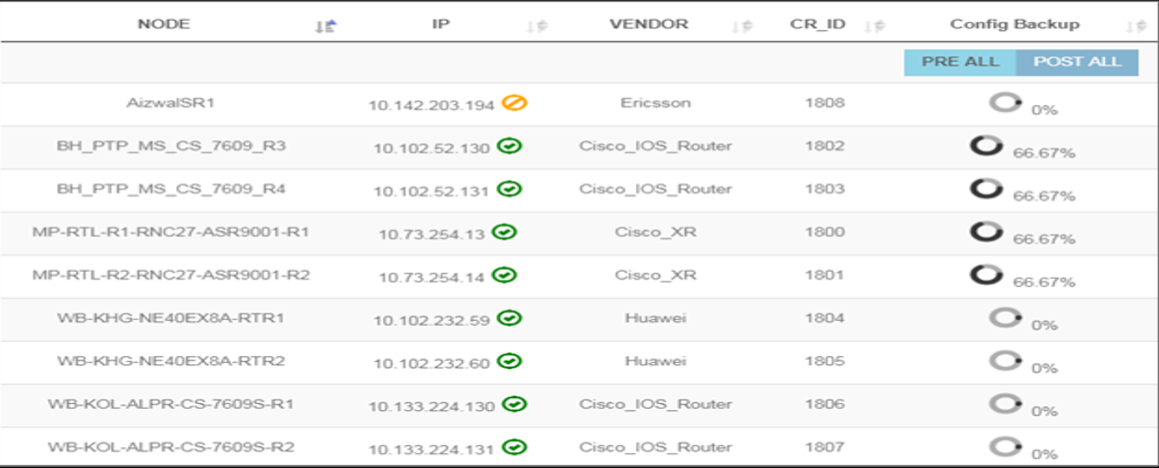 NODE IP VENDOR CR_ID Config Backup
PRE ALL POST ALL
AizwalSR1 10.142.203.194 Ericsson 1808 0%
BH_PTP_MS_CS_7609_R3 10.102.52.130 Cisco_IOS_Router 1802 66.67%
BH_PTP_MS_CS_7609_R4 10.102.52.131 Cisco_IOS_Router 1803 66.67%
MP-RTL-R1-RNC27-ASR9001-R1 10.73.254.13 Cisco_XR 1800 66.67%
MP-RTL-R2-RNC27-ASR9001-R2 10.73.254.14 Cisco_XR 1801 66.67%
WB-KHG-NE40EX8A-RTR1 10.102.232.59 Huawei 1804 0%
WB-KHG-NE40EX8A-RTR2 10.102.232.60 Huawei 1805 0%
WB-KOL-ALPR-CS-7609S-R1 10.133.224.130 Cisco_IOS_Router 1806 0%
WB-KOL-ALPR-CS-7609S-R2 10.133.224.131 Cisco_IOS_Router 1807 0%